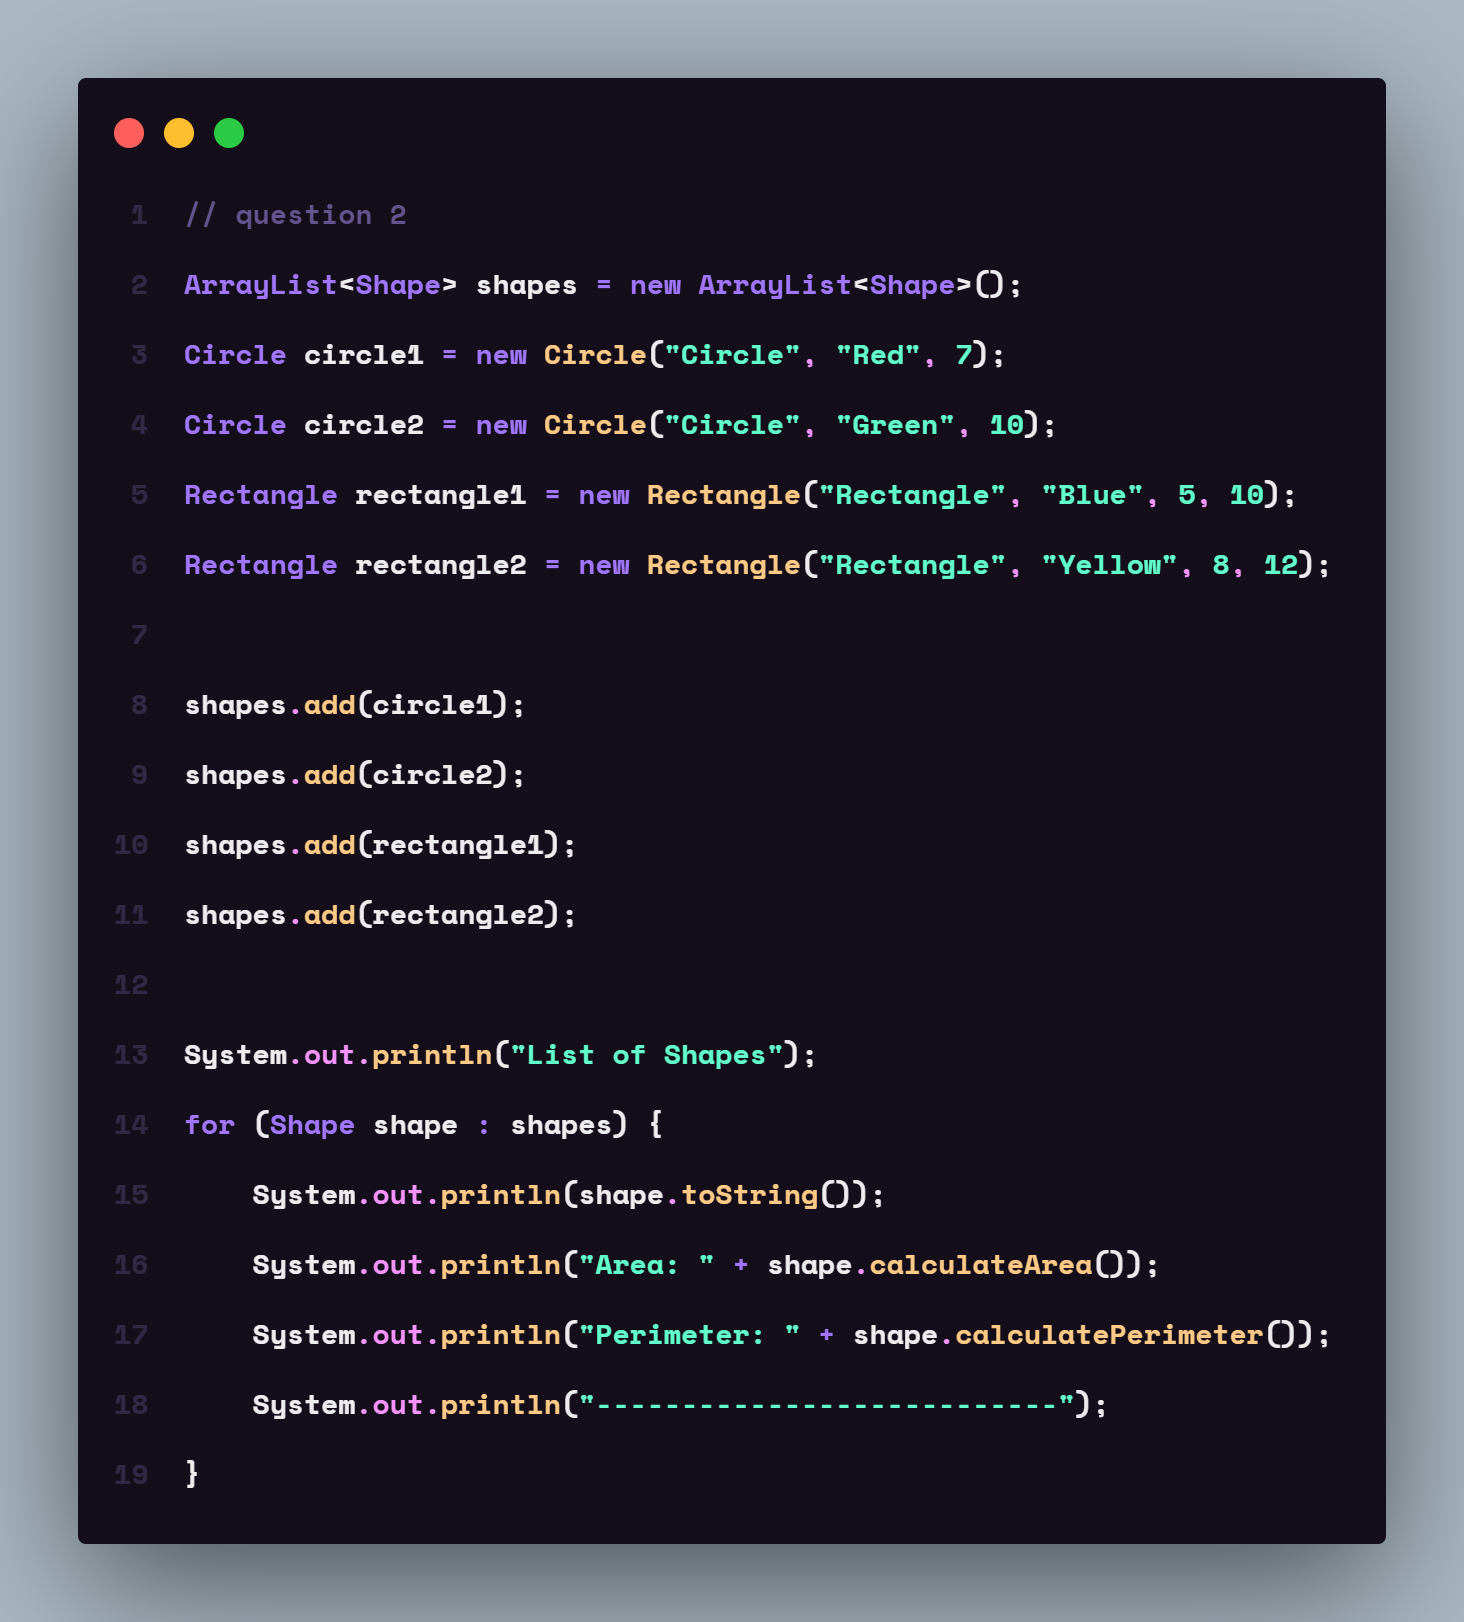 1 // question 2
2 ArrayList<Shape> shapes = new ArrayList<Shape>();
3 Circle circle1 = new Circle("Circle", "Red", 7);
4 Circle circle2 = new Circle("Circle", "Green", 10);
5 Rectangle rectangle1 = new Rectangle("Rectangle", "Blue", 5, 10);
6 Rectangle rectangle2 = new Rectangle("Rectangle", "Yellow", 8, 12);
7
8 shapes.add(circle1);
9 shapes.add(circle2);
10 shapes.add(rectangle1);
11 shapes.add(rectangle2);
12
13 System.out.println("List of Shapes");
14 for (Shape shape : shapes) {
15     System.out.println(shape.toString());
16     System.out.println("Area: " + shape.calculateArea());
17     System.out.println("Perimeter: " + shape.calculatePerimeter());
18     System.out.println("---------------------------");
19 }